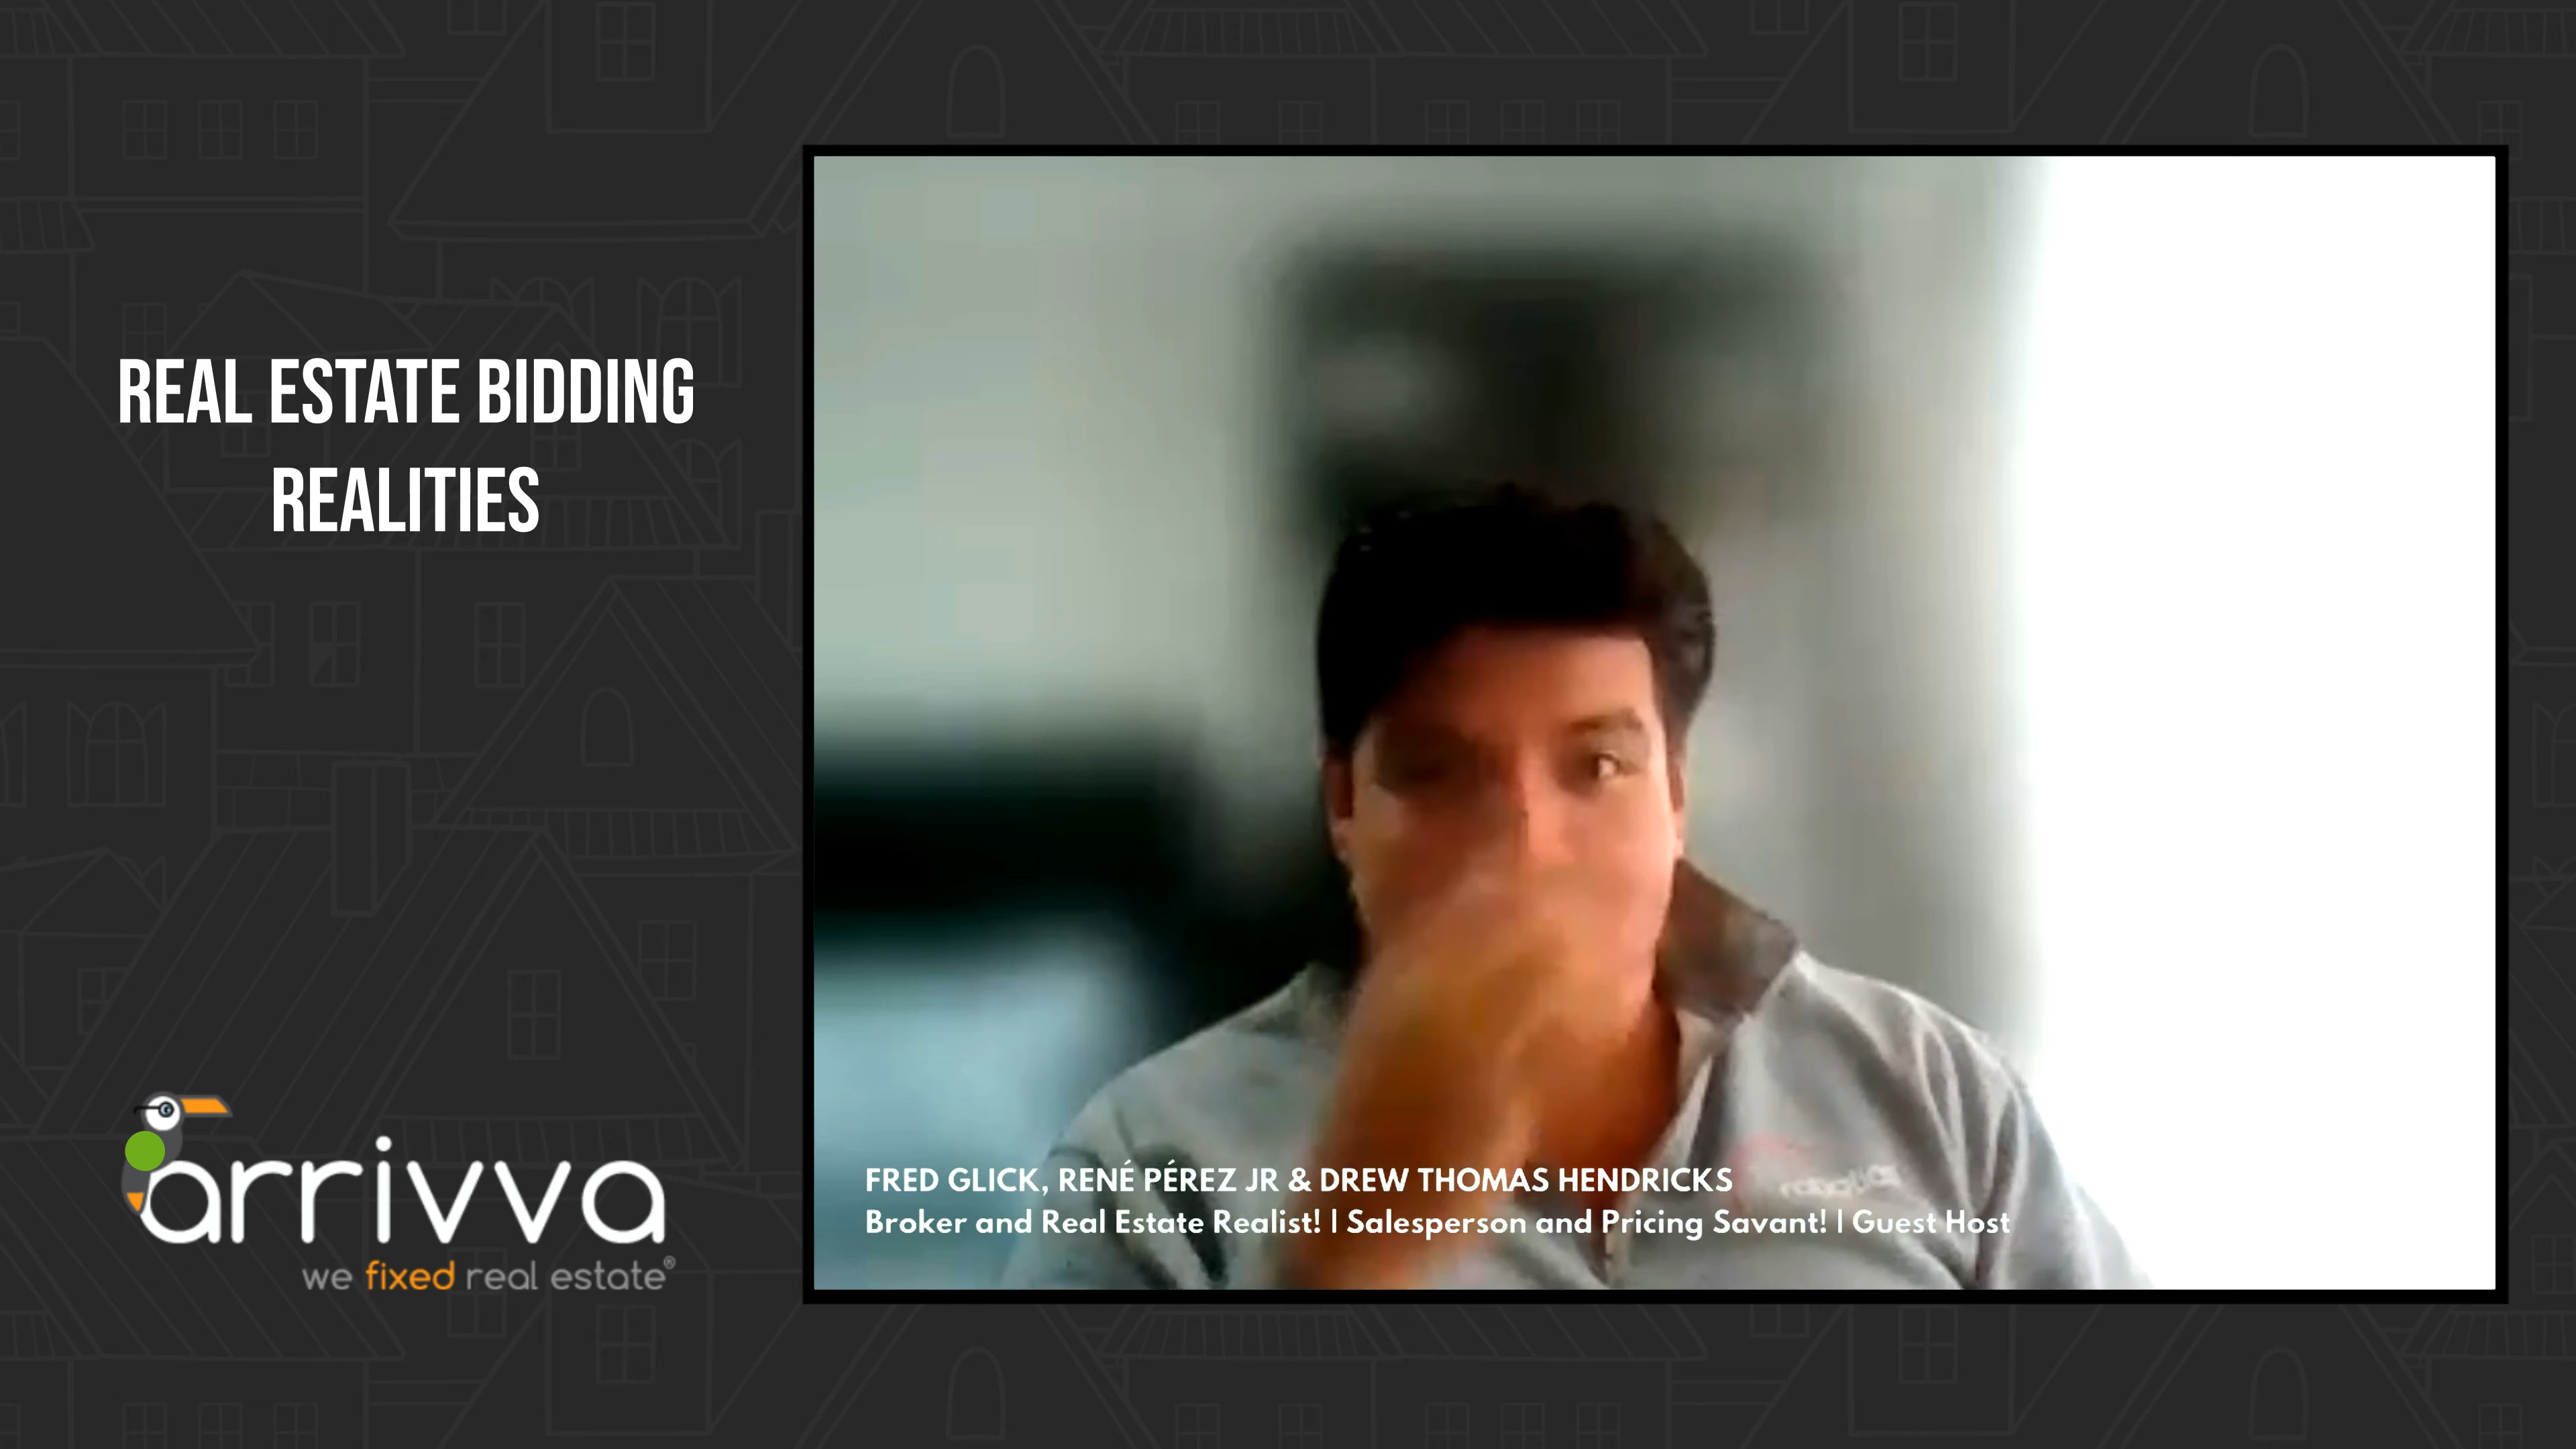 REAL ESTATE BIDDING
REALITIES
arrivva
we fixed real estate®
FRED GLICK, RENÉ PÉREZ JR & DREW THOMAS HENDRICKS
Broker and Real Estate Realist! | Salesperson and Pricing Savant! | Guest Host